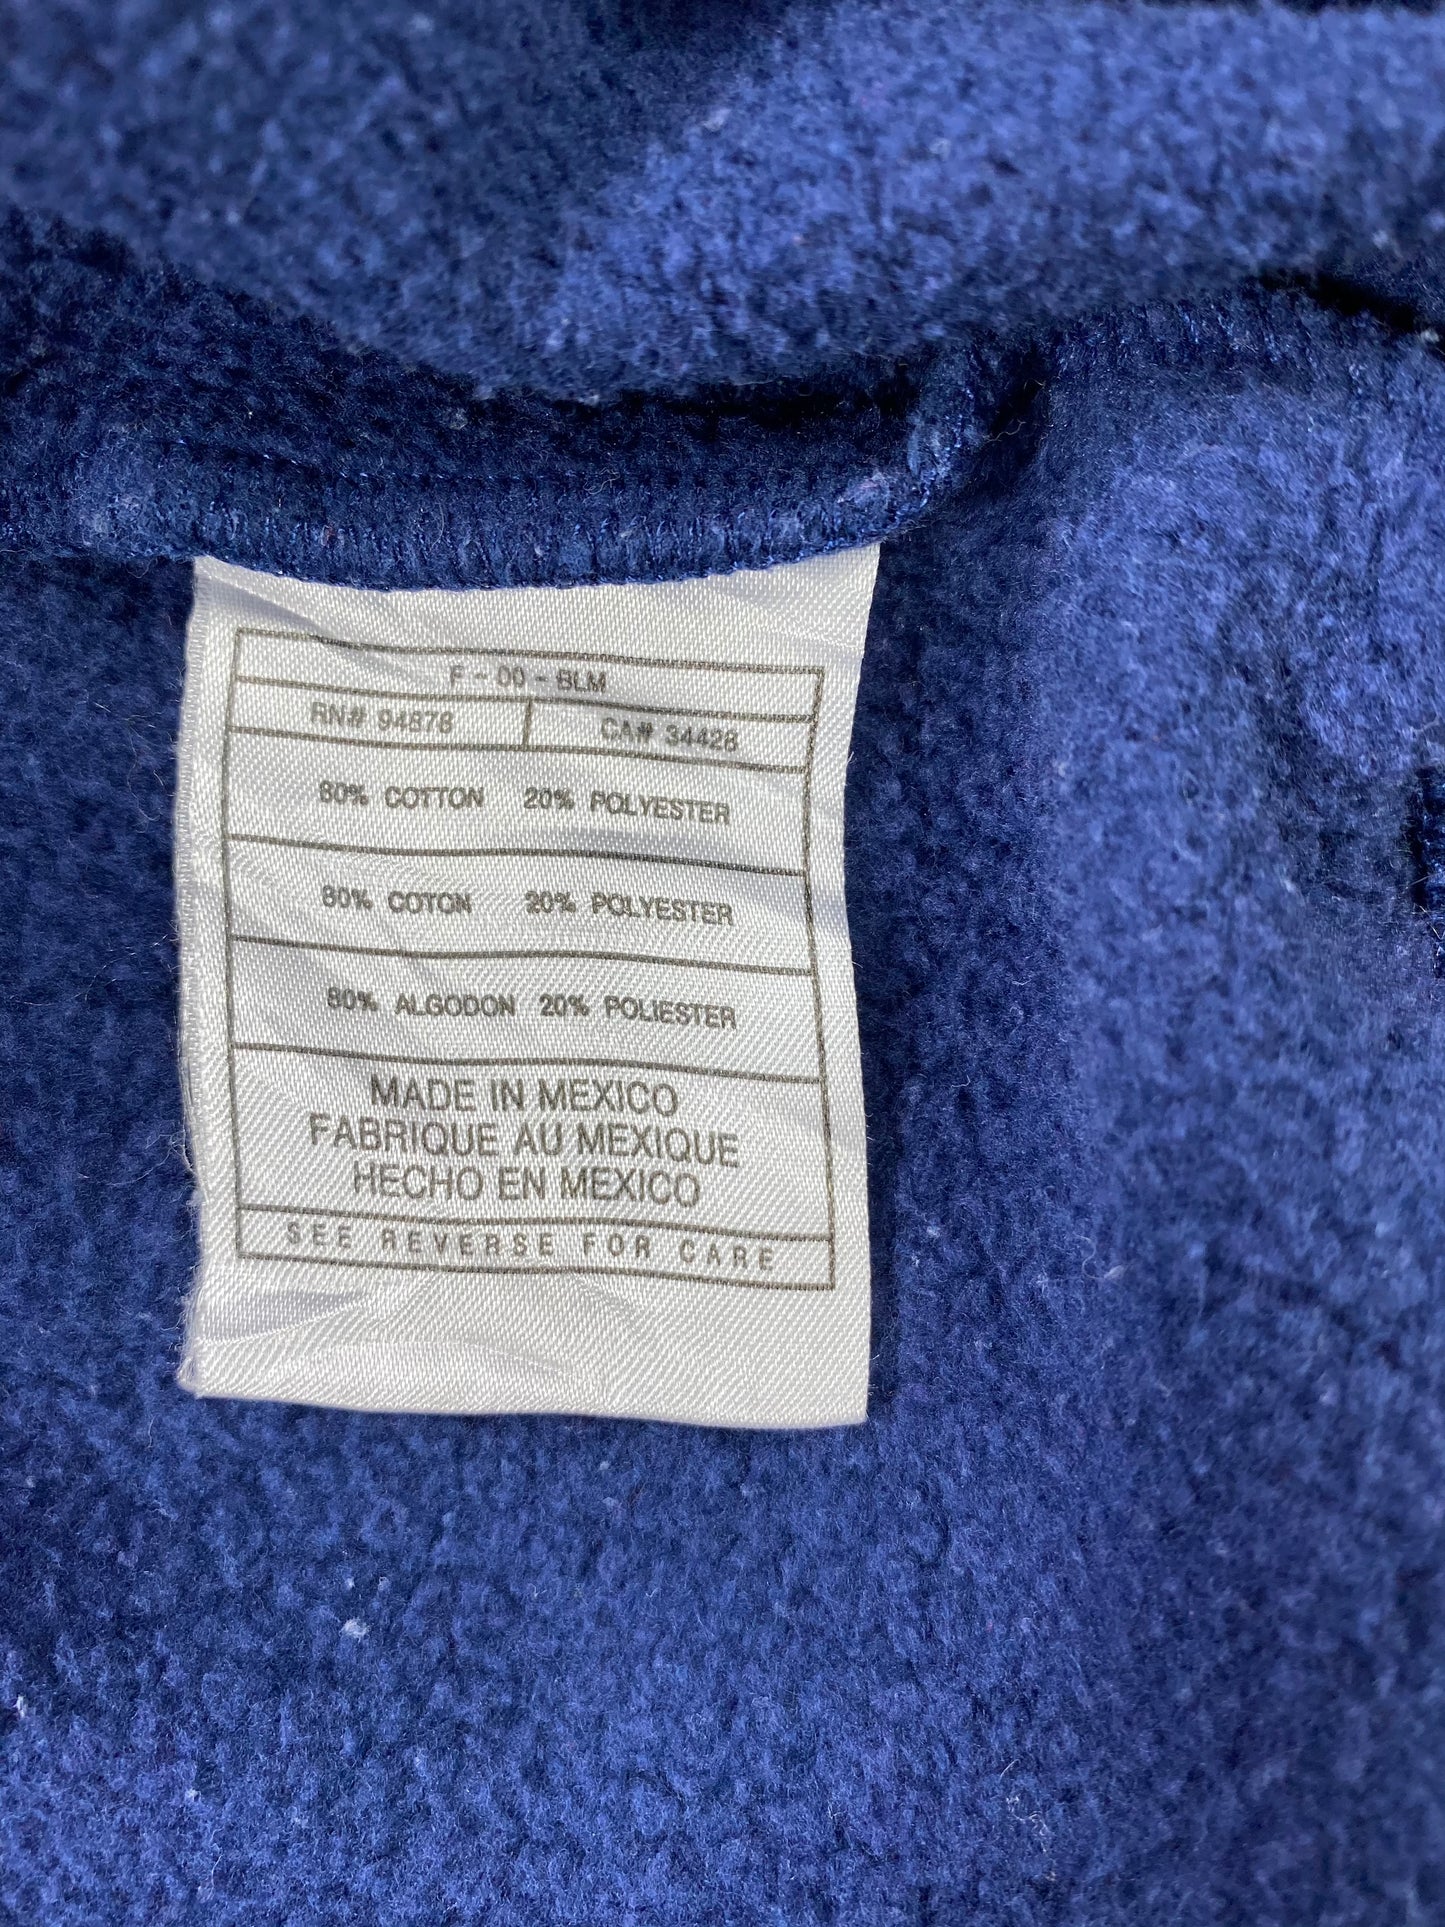 F - 00 - BLM
RN# 94878 CA# 34428
80% COTTON 20% POLYESTER
80% COTON 20% POLYESTER
80% ALGODON 20% POLIESTER
MADE IN MEXICO
FABRIQUE AU MEXIQUE
HECHO EN MEXICO
SEE REVERSE FOR CARE